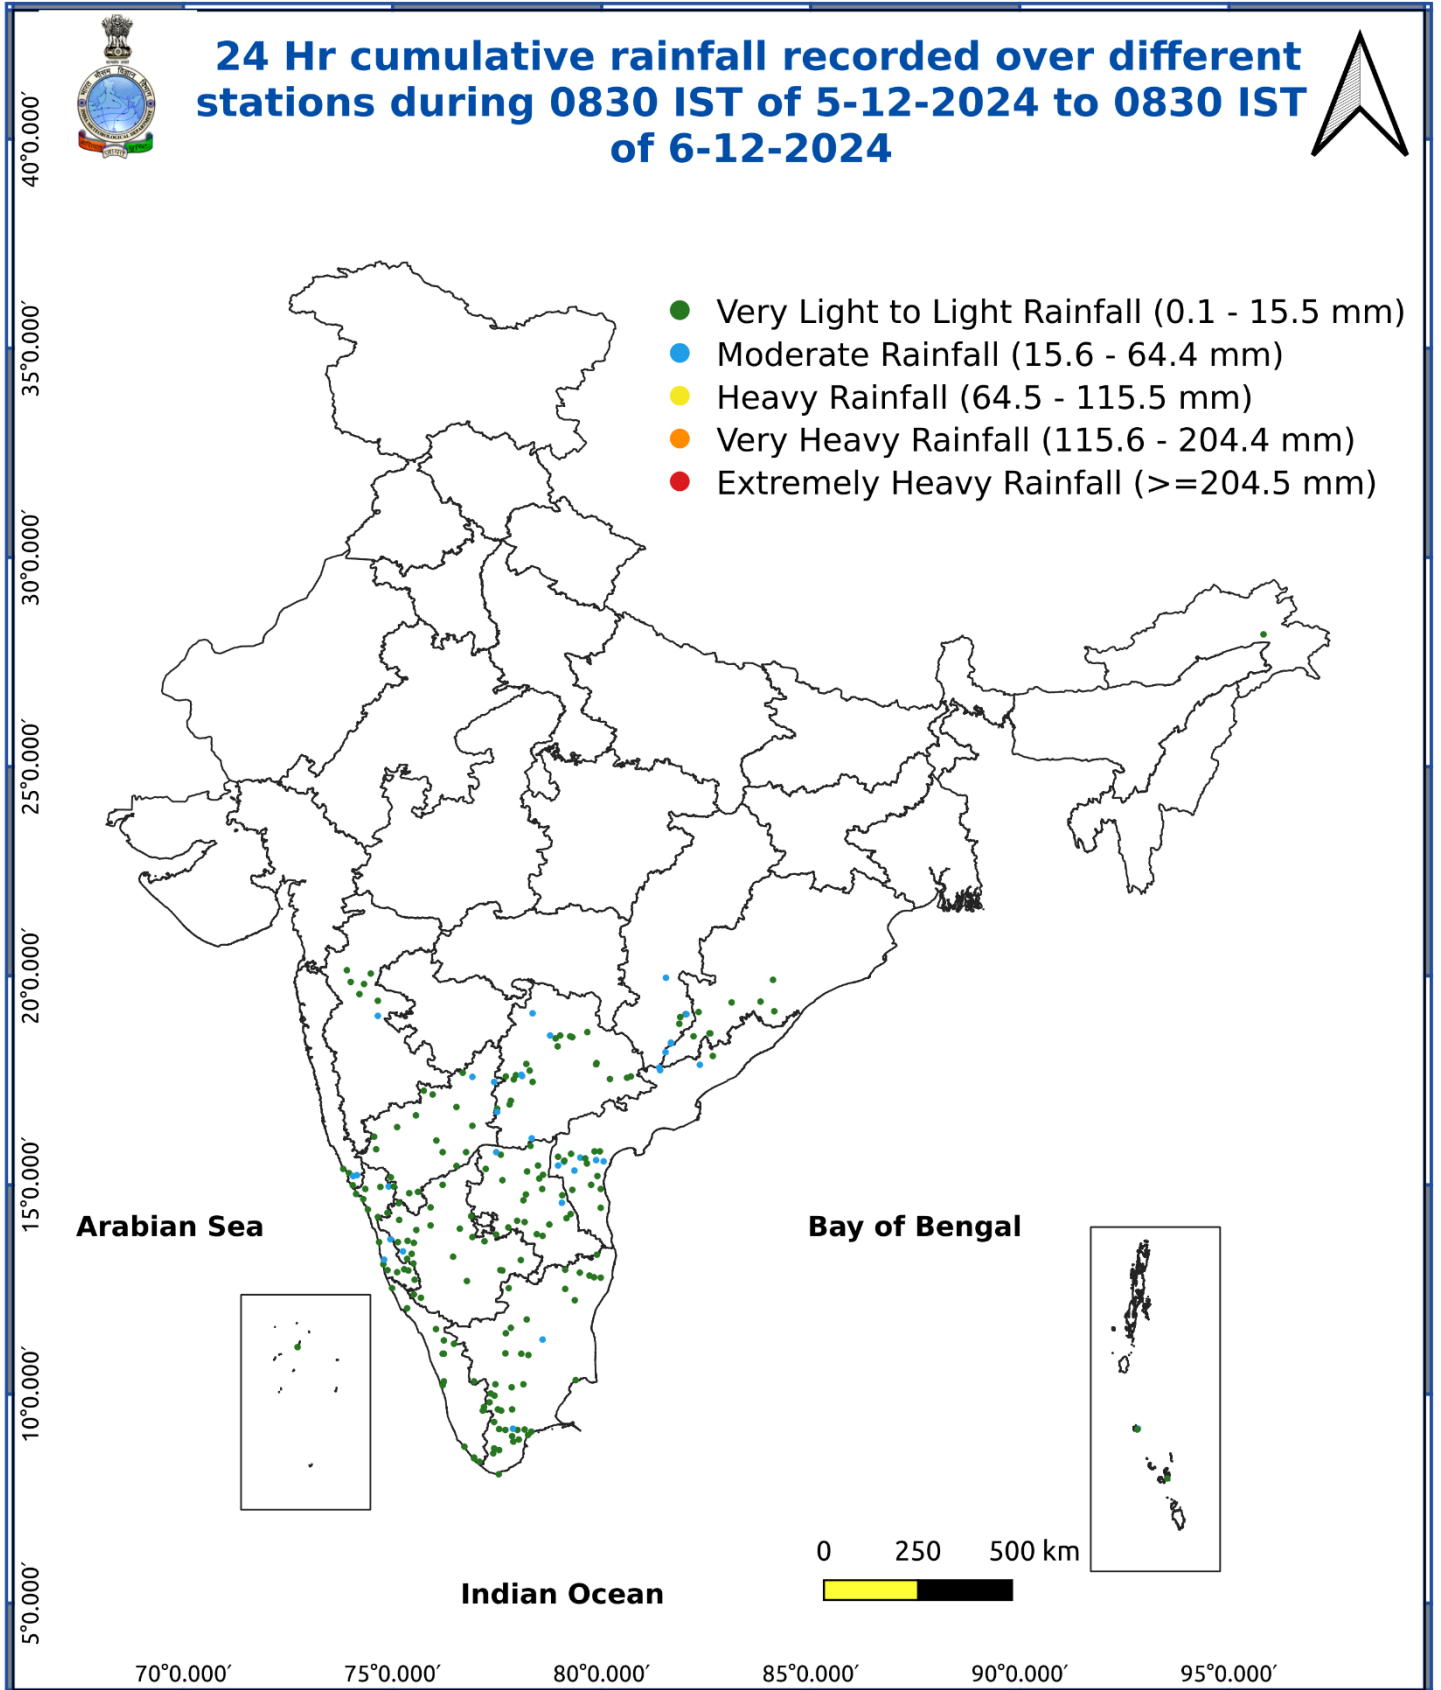 24 Hr cumulative rainfall recorded over different
stations during 0830 IST of 5-12-2024 to 0830 IST
of 6-12-2024
Very Light to Light Rainfall (0.1 - 15.5 mm)
Moderate Rainfall (15.6 - 64.4 mm)
Heavy Rainfall (64.5 - 115.5 mm)
Very Heavy Rainfall (115.6 - 204.4 mm)
Extremely Heavy Rainfall (>=204.5 mm)
40°0.000′
35°0.000′
30°0.000′
25°0.000′
20°0.000′
15°0.000′
10°0.000′
5°0.000′
Arabian Sea
Bay of Bengal
Indian Ocean
0 250 500 km
70°0.000′ 75°0.000′ 80°0.000′ 85°0.000′ 90°0.000′ 95°0.000′